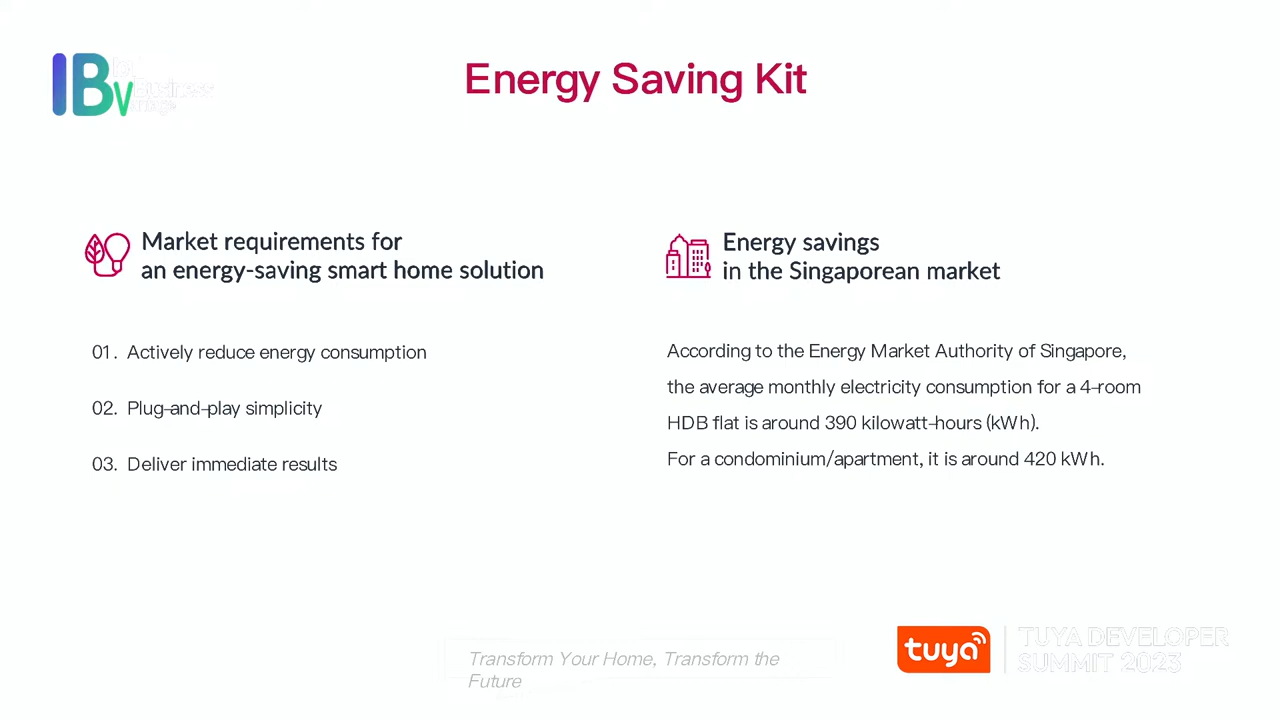 IBv
IoT
Business
Village
Energy Saving Kit
Market requirements for
an energy-saving smart home solution
01. Actively reduce energy consumption
02. Plug-and-play simplicity
03. Deliver immediate results
Energy savings
in the Singaporean market
According to the Energy Market Authority of Singapore,
the average monthly electricity consumption for a 4-room
HDB flat is around 390 kilowatt-hours (kWh).
For a condominium/apartment, it is around 420 kWh.
Transform Your Home, Transform the
Future
tuya
TUYA DEVELOPER
SUMMIT 2023